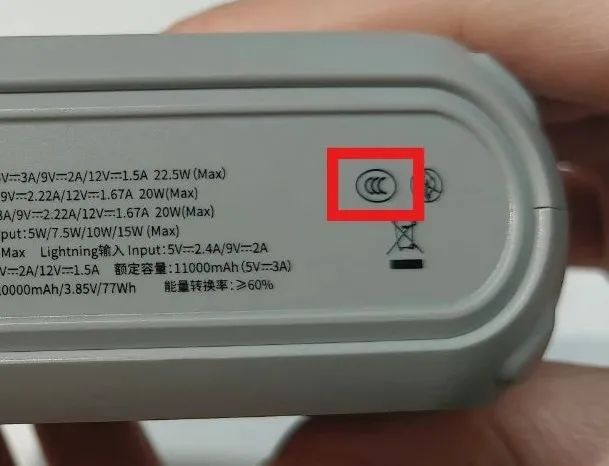 V⎓3A/9V⎓2A/12V⎓1.5A 22.5W(Max)
9V⎓2.22A/12V⎓1.67A 20W(Max)
3A/9V⎓2.22A/12V⎓1.67A 20W(Max)
put:5W/7.5W/10W/15W (Max)
Max Lightning输入 Input:5V⎓2.4A/9V⎓2A
V⎓2A/12V⎓1.5A 额定容量:11000mAh(5V⎓3A)
0000mAh/3.85V/77Wh 能量转换率:≥60%
CCC